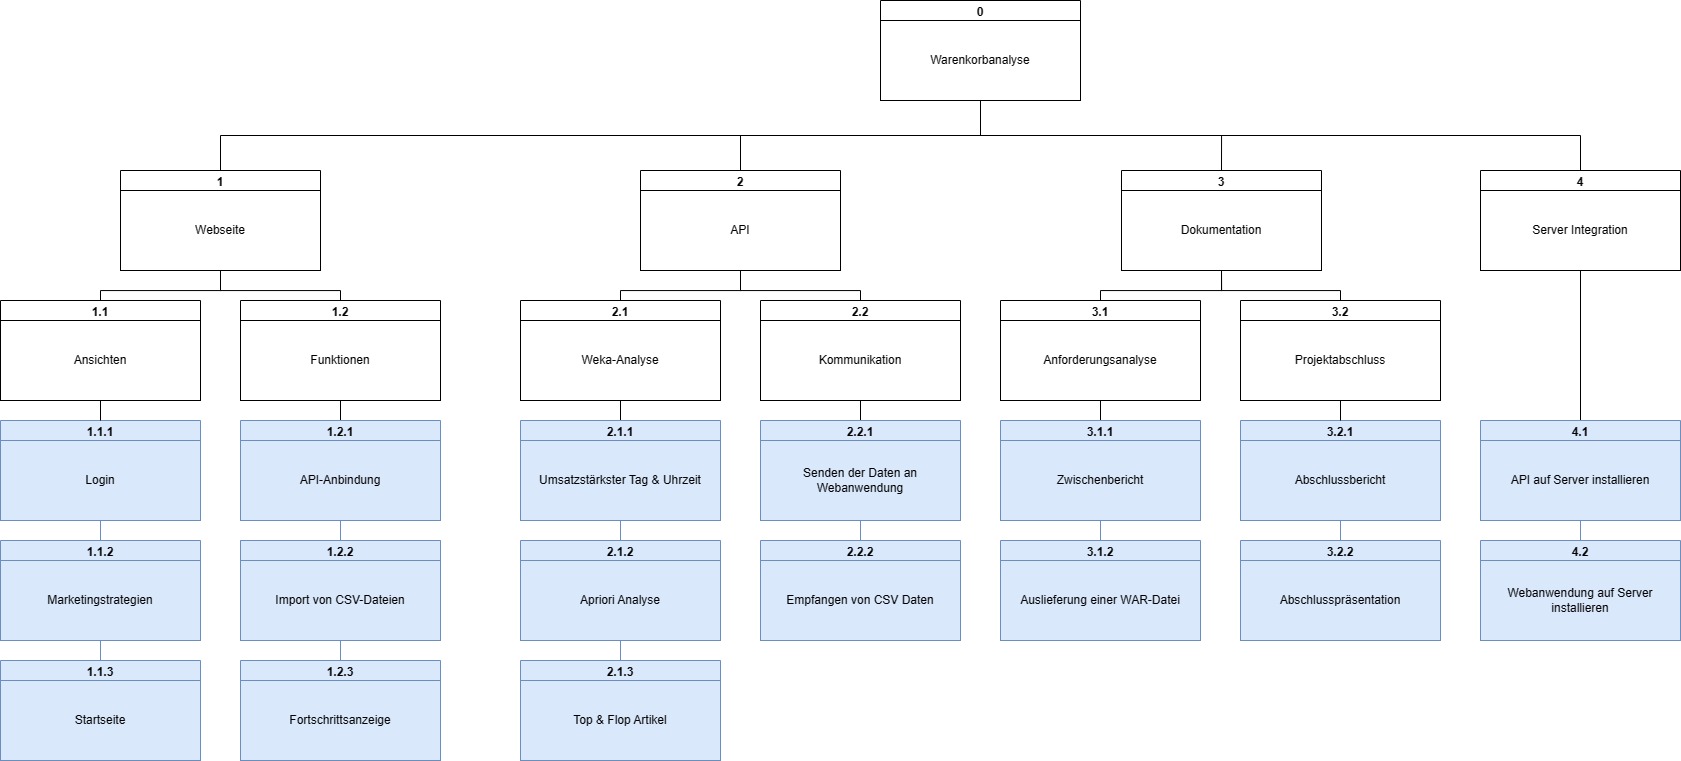 0
Warenkorbanalyse
1
Webseite
2
API
3
Dokumentation
4
Server Integration
1.1
Ansichten
1.2
Funktionen
2.1
Weka-Analyse
2.2
Kommunikation
3.1
Anforderungsanalyse
3.2
Projektabschluss
1.1.1
Login
1.2.1
API-Anbindung
2.1.1
Umsatzstärkster Tag & Uhrzeit
2.2.1
Senden der Daten an
Webanwendung
3.1.1
Zwischenbericht
3.2.1
Abschlussbericht
4.1
API auf Server installieren
1.1.2
Marketingstrategien
1.2.2
Import von CSV-Dateien
2.1.2
Apriori Analyse
2.2.2
Empfangen von CSV Daten
3.1.2
Auslieferung einer WAR-Datei
3.2.2
Abschlusspräsentation
4.2
Webanwendung auf Server
installieren
1.1.3
Startseite
1.2.3
Fortschrittsanzeige
2.1.3
Top & Flop Artikel